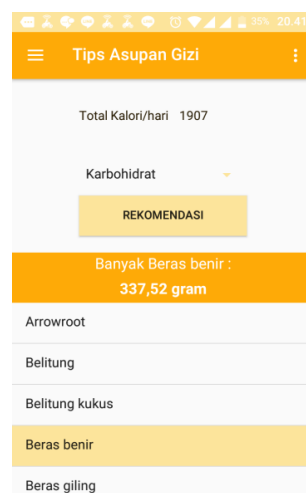 35% 20.41
Tips Asupan Gizi
Total Kalori/hari 1907
Karbohidrat
REKOMENDASI
Banyak Beras benir :
337,52 gram
Arrowroot
Belitung
Belitung kukus
Beras benir
Beras giling